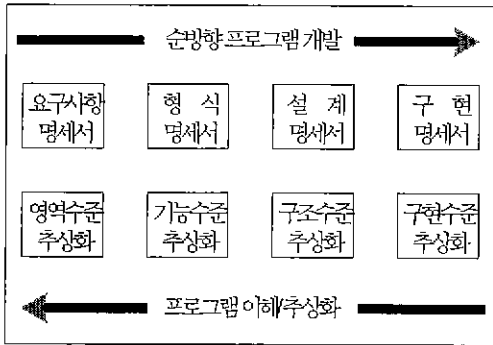 순방향 프로그램 개발
요구사항 형 식 설 계 구 현
명세서 명세서 명세서 명세서
영역수준 기능수준 구조수준 구현수준
추상화 추상화 추상화 추상화
프로그램 이해/추상화